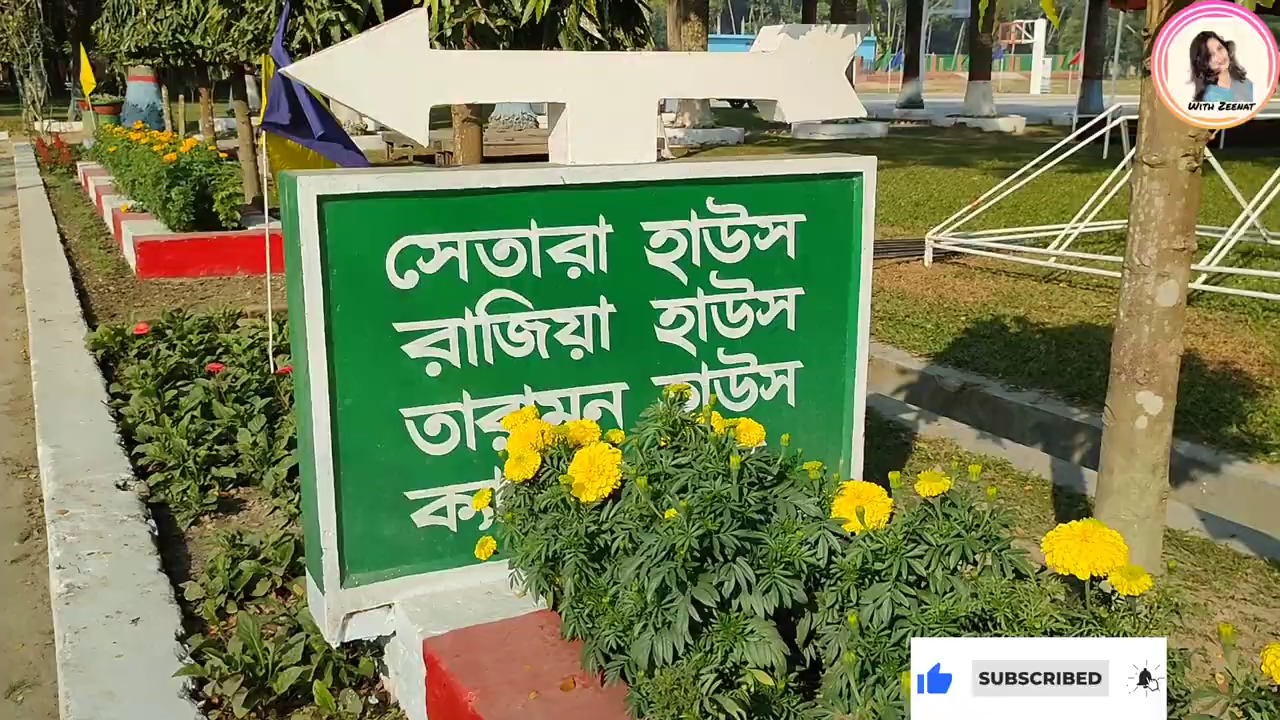 With Zeenat
সেতারা হাউস
রাজিয়া হাউস
তারামন হাউস
SUBSCRIBED